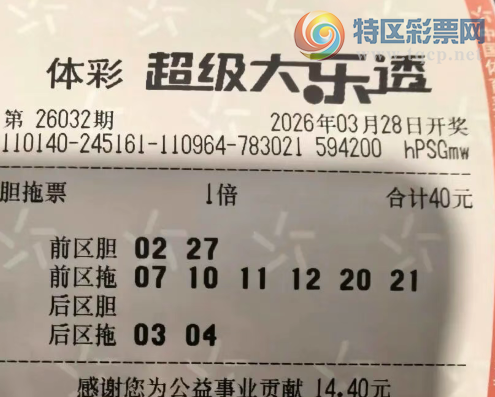 特区彩票网
www.tqcp.net
体彩 超级大乐透
第 26032期 2026年03月28日开奖
110140-245161-110964-783021 594200 hPSGmw
胆拖票 1倍 合计40元
前区胆 02 27
前区拖 07 10 11 12 20 21
后区胆
后区拖 03 04
感谢您为公益事业贡献 14.40元